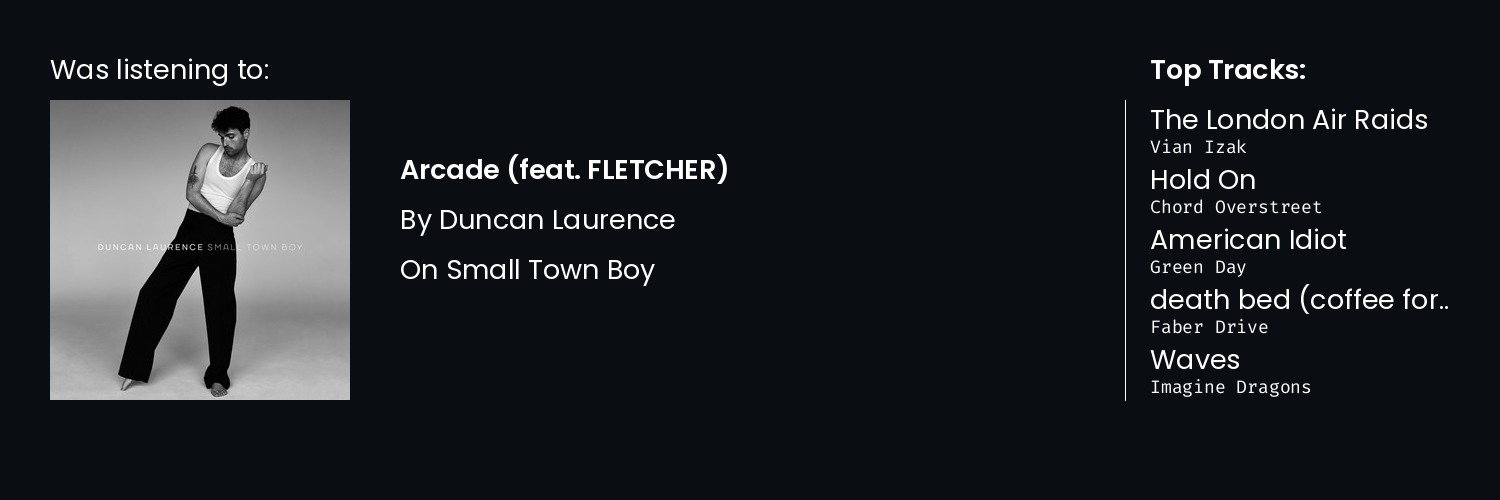 Was listening to:
DUNCAN LAURENCE SMALL TOWN BOY
Arcade (feat. FLETCHER)
By Duncan Laurence
On Small Town Boy
Top Tracks:
The London Air Raids
Vian Izak
Hold On
Chord Overstreet
American Idiot
Green Day
death bed (coffee for..
Faber Drive
Waves
Imagine Dragons